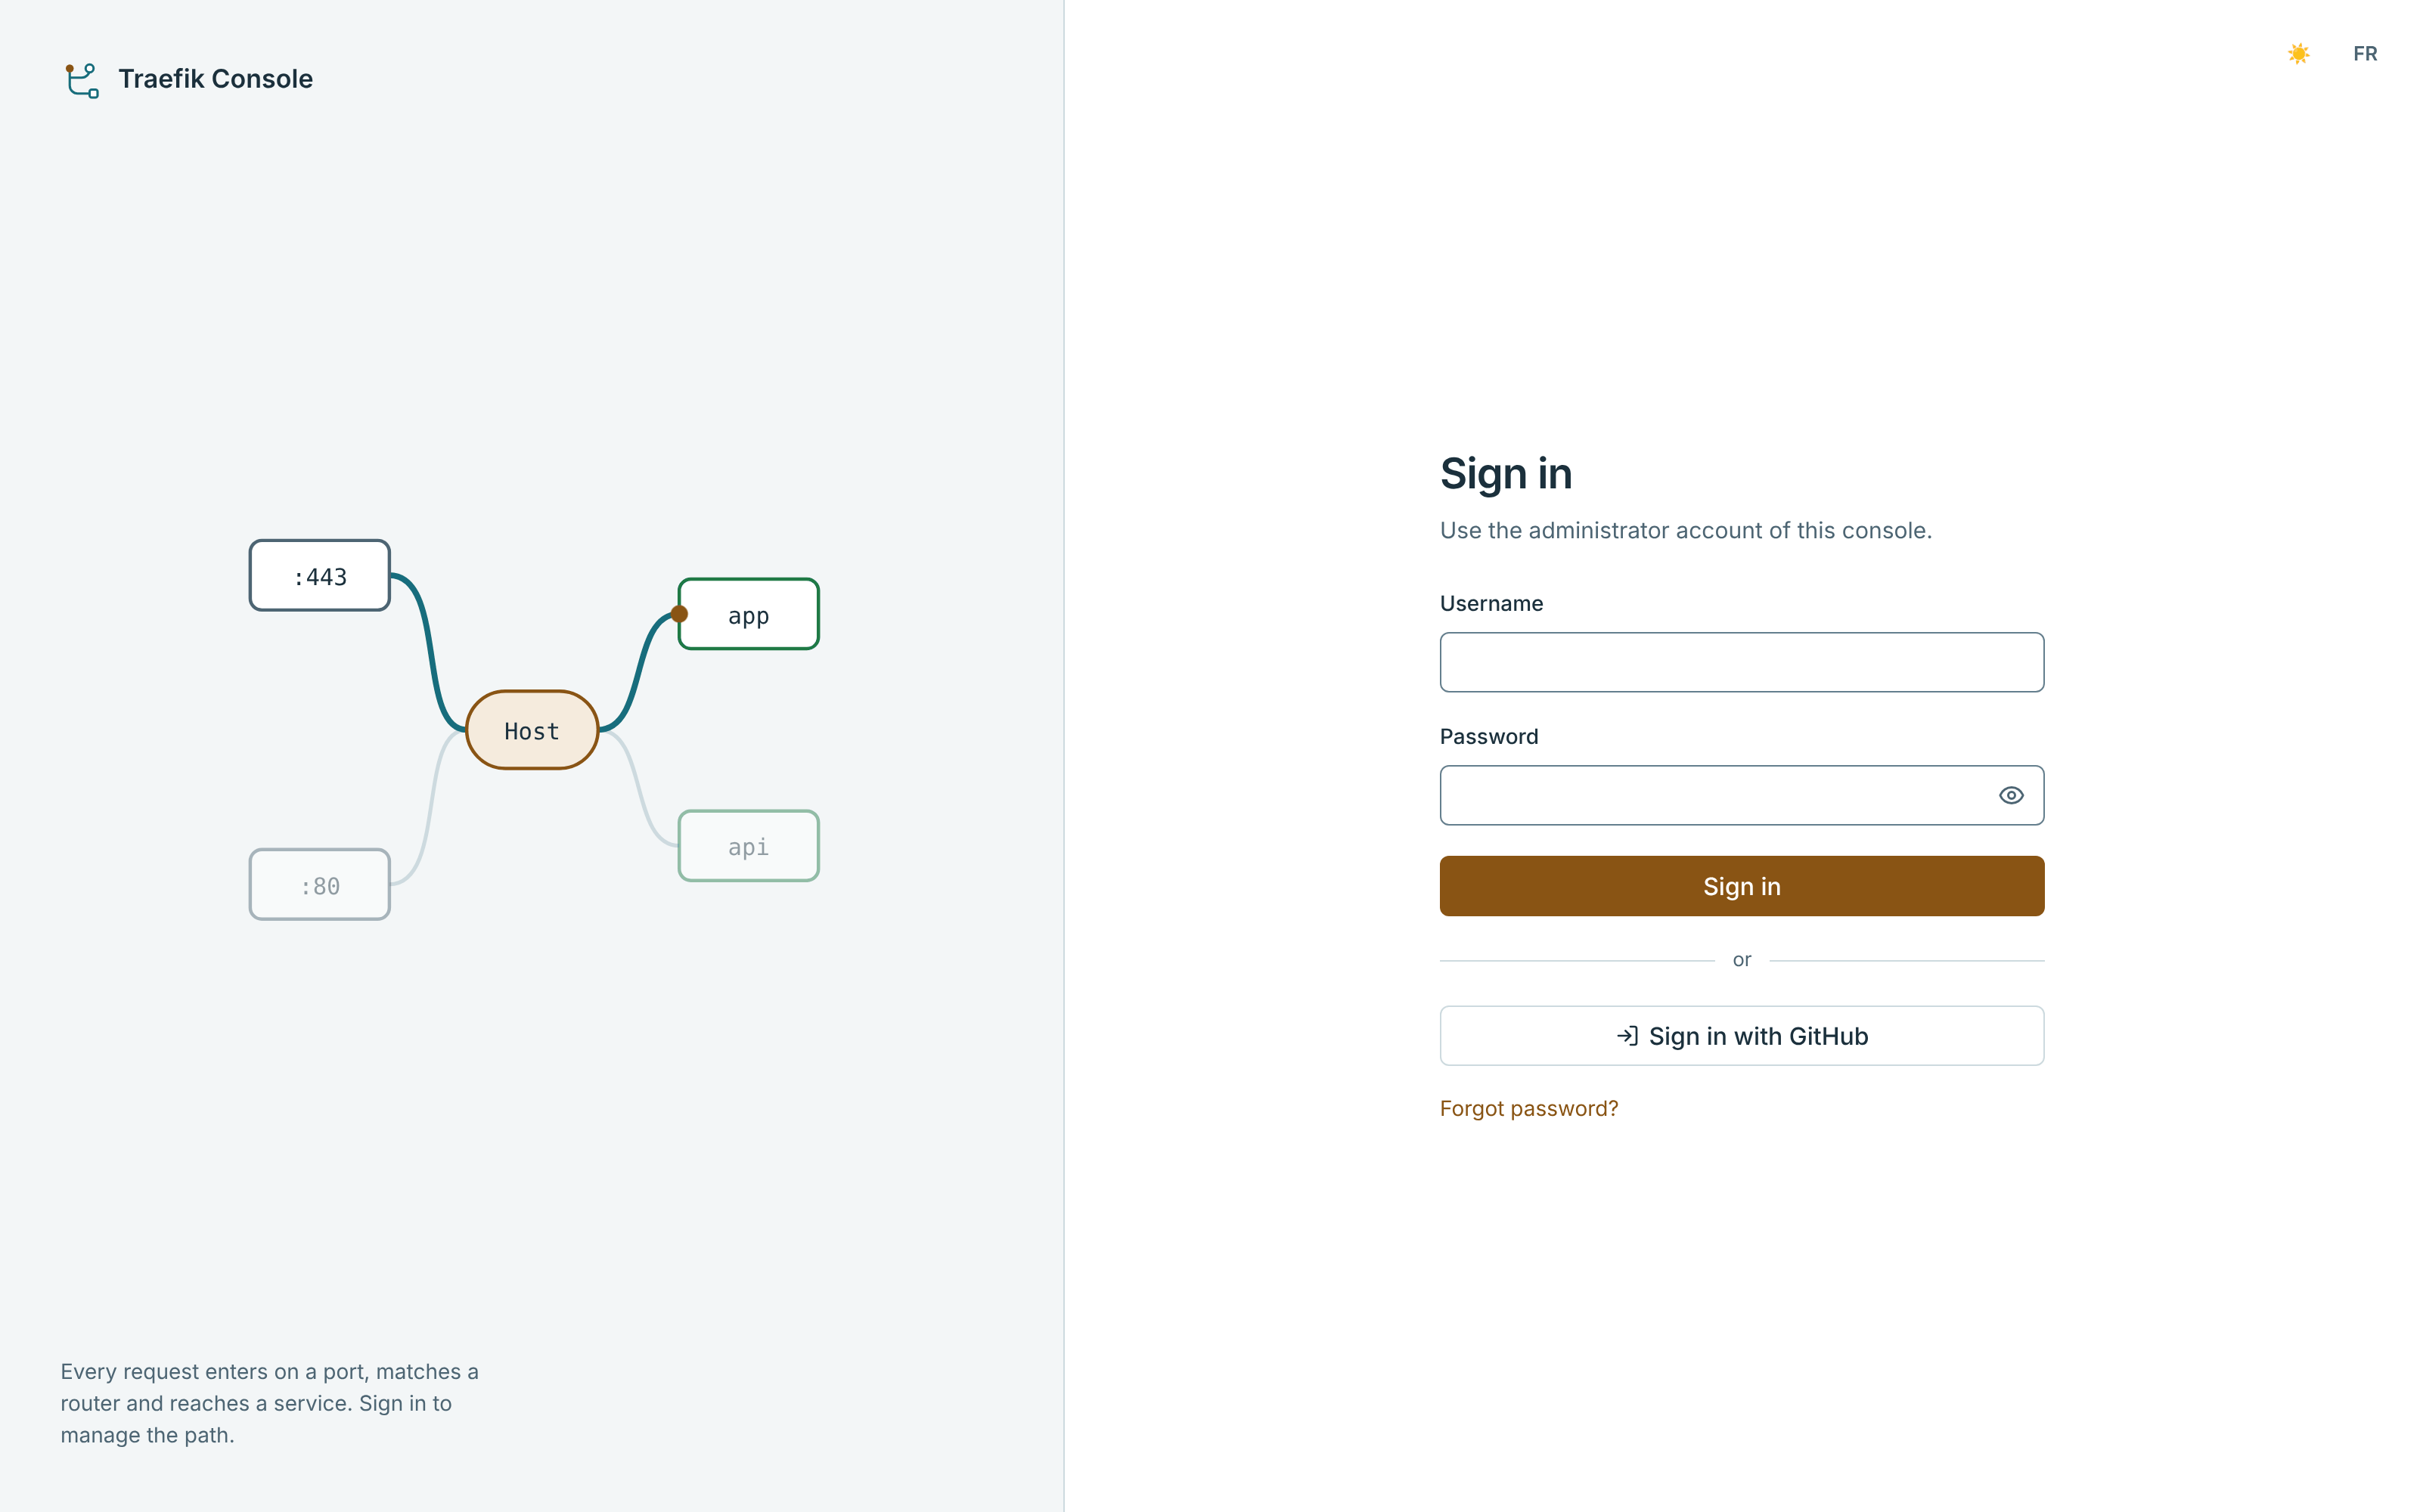 Traefik Console
FR
:443
app
Host
api
:80
Every request enters on a port, matches a
router and reaches a service. Sign in to
manage the path.
Sign in
Use the administrator account of this console.
Username
Password
Sign in
or
Sign in with GitHub
Forgot password?